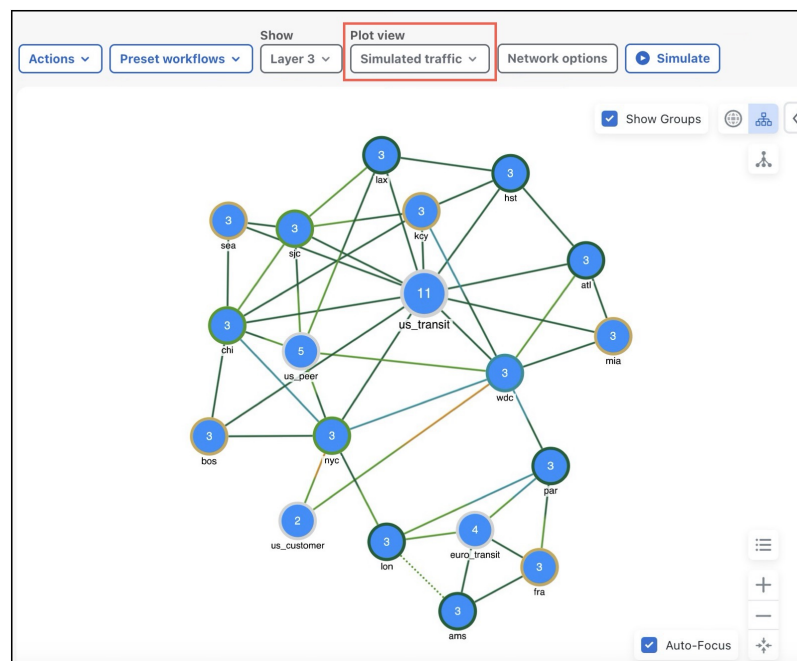 Show
Plot view
Actions
Preset workflows
Layer 3
Simulated traffic
Network options
Simulate
Show Groups
3
lax
3
hst
3
kcy
3
sea
3
sjc
3
atl
11
us_transit
3
chi
3
mia
5
us_peer
3
wdc
3
bos
3
nyc
3
par
2
us_customer
4
euro_transit
3
lon
3
fra
3
ams
Auto-Focus